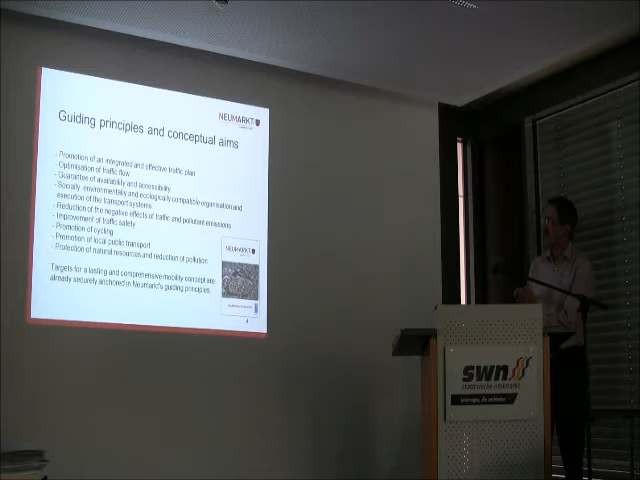 NEUMARKT
Guiding principles and conceptual aims
- Promotion of an integrated and effective traffic plan
- Optimisation of traffic flow
- Guarantee of availability and accessibility
- Socially, environmentally and ecologically compatible organisation and
execution of the transport systems
- Reduction of the negative effects of traffic and pollutant emissions
- Improvement of traffic safety
- Promotion of cycling
- Promotion of local public transport
- Protection of natural resources and reduction of pollution
Targets for a lasting and comprehensive mobility concept are
already securely anchored in Neumarkt's guiding principles
NEUMARKT
4
swn
stadtwerke neumarkt